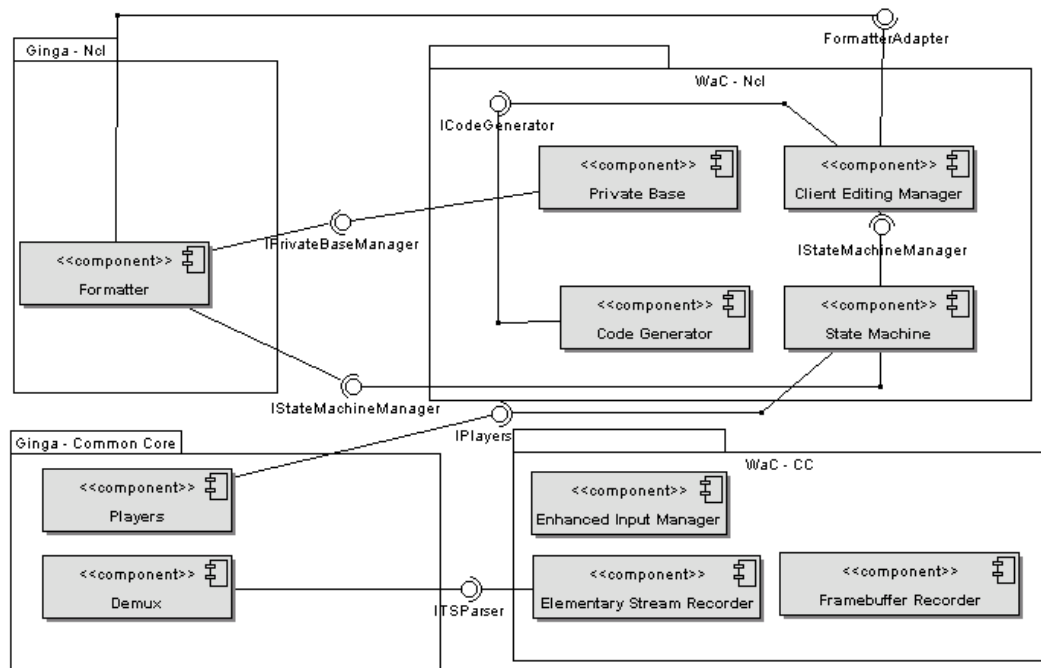 FormatterAdapter
Ginga - Ncl
WaC - Ncl
ICodeGenerator
<<component>>
Private Base
<<component>>
Client Editing Manager
IPrivateBaseManager
IStateMachineManager
<<component>>
Formatter
<<component>>
Code Generator
<<component>>
State Machine
IStateMachineManager
IPlayers
Ginga - Common Core
WaC - CC
<<component>>
Players
<<component>>
Enhanced Input Manager
<<component>>
Demux
ITSParser
<<component>>
Elementary Stream Recorder
<<component>>
Framebuffer Recorder